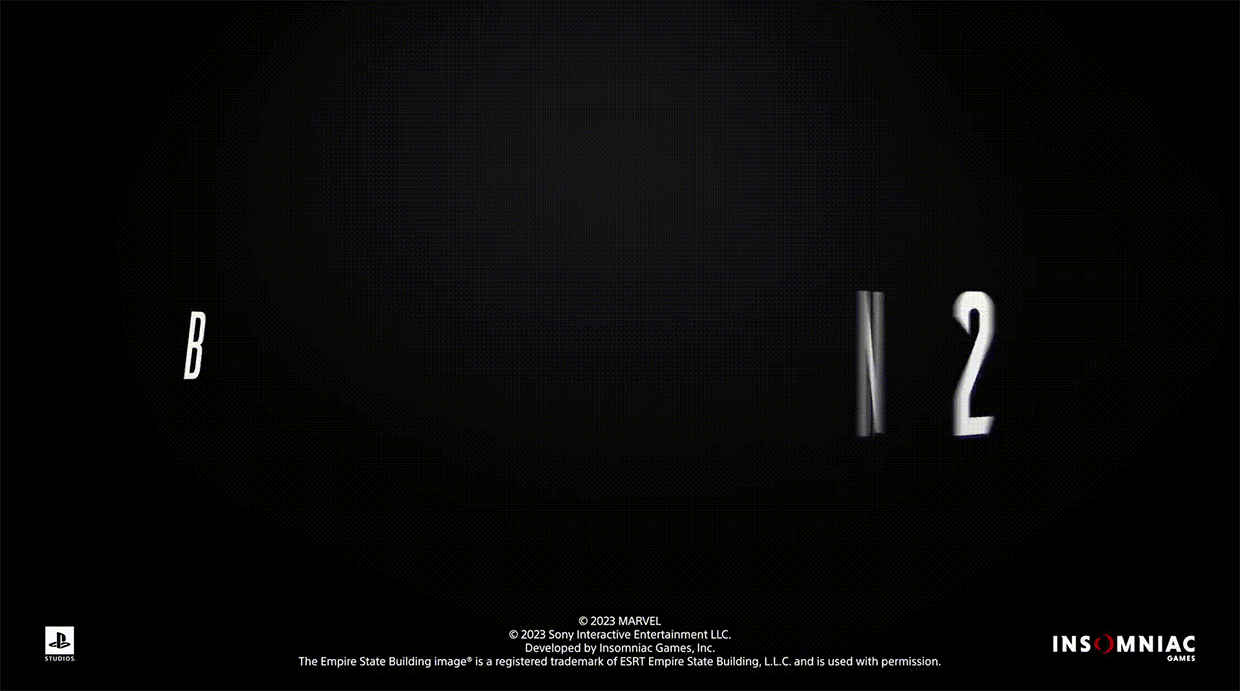 B N 2
© 2023 MARVEL
© 2023 Sony Interactive Entertainment LLC.
Developed by Insomniac Games, Inc.
The Empire State Building image® is a registered trademark of ESRT Empire State Building, L.L.C. and is used with permission.
STUDIOS
INSOMNIAC
GAMES